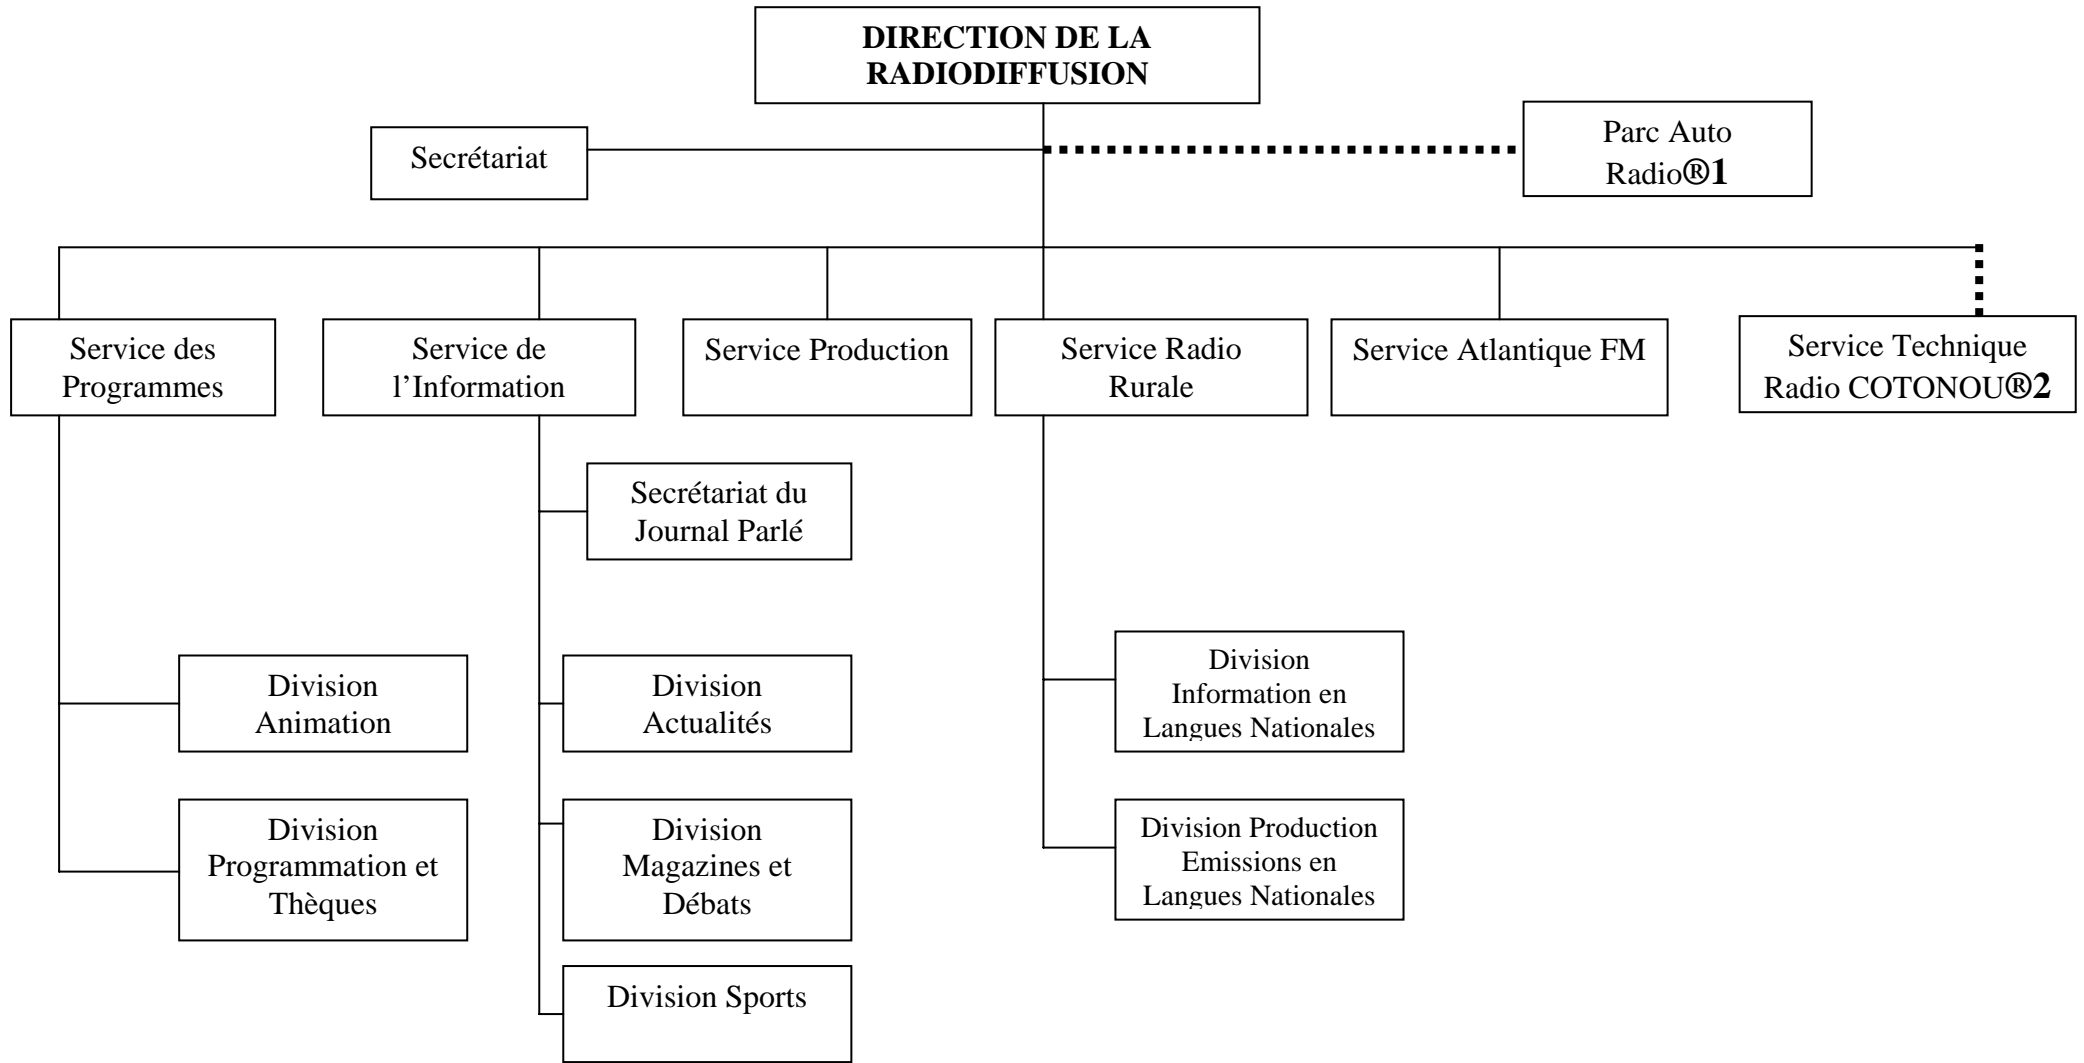 DIRECTION DE LA
RADIODIFFUSION
Secrétariat
Parc Auto
Radio®1
Service des
Programmes
Service de
l’Information
Service Production
Service Radio
Rurale
Service Atlantique FM
Service Technique
Radio COTONOU®2
Secrétariat du
Journal Parlé
Division
Animation
Division
Actualités
Division
Information en
Langues Nationales
Division
Programmation et
Thèques
Division
Magazines et
Débats
Division Production
Emissions en
Langues Nationales
Division Sports